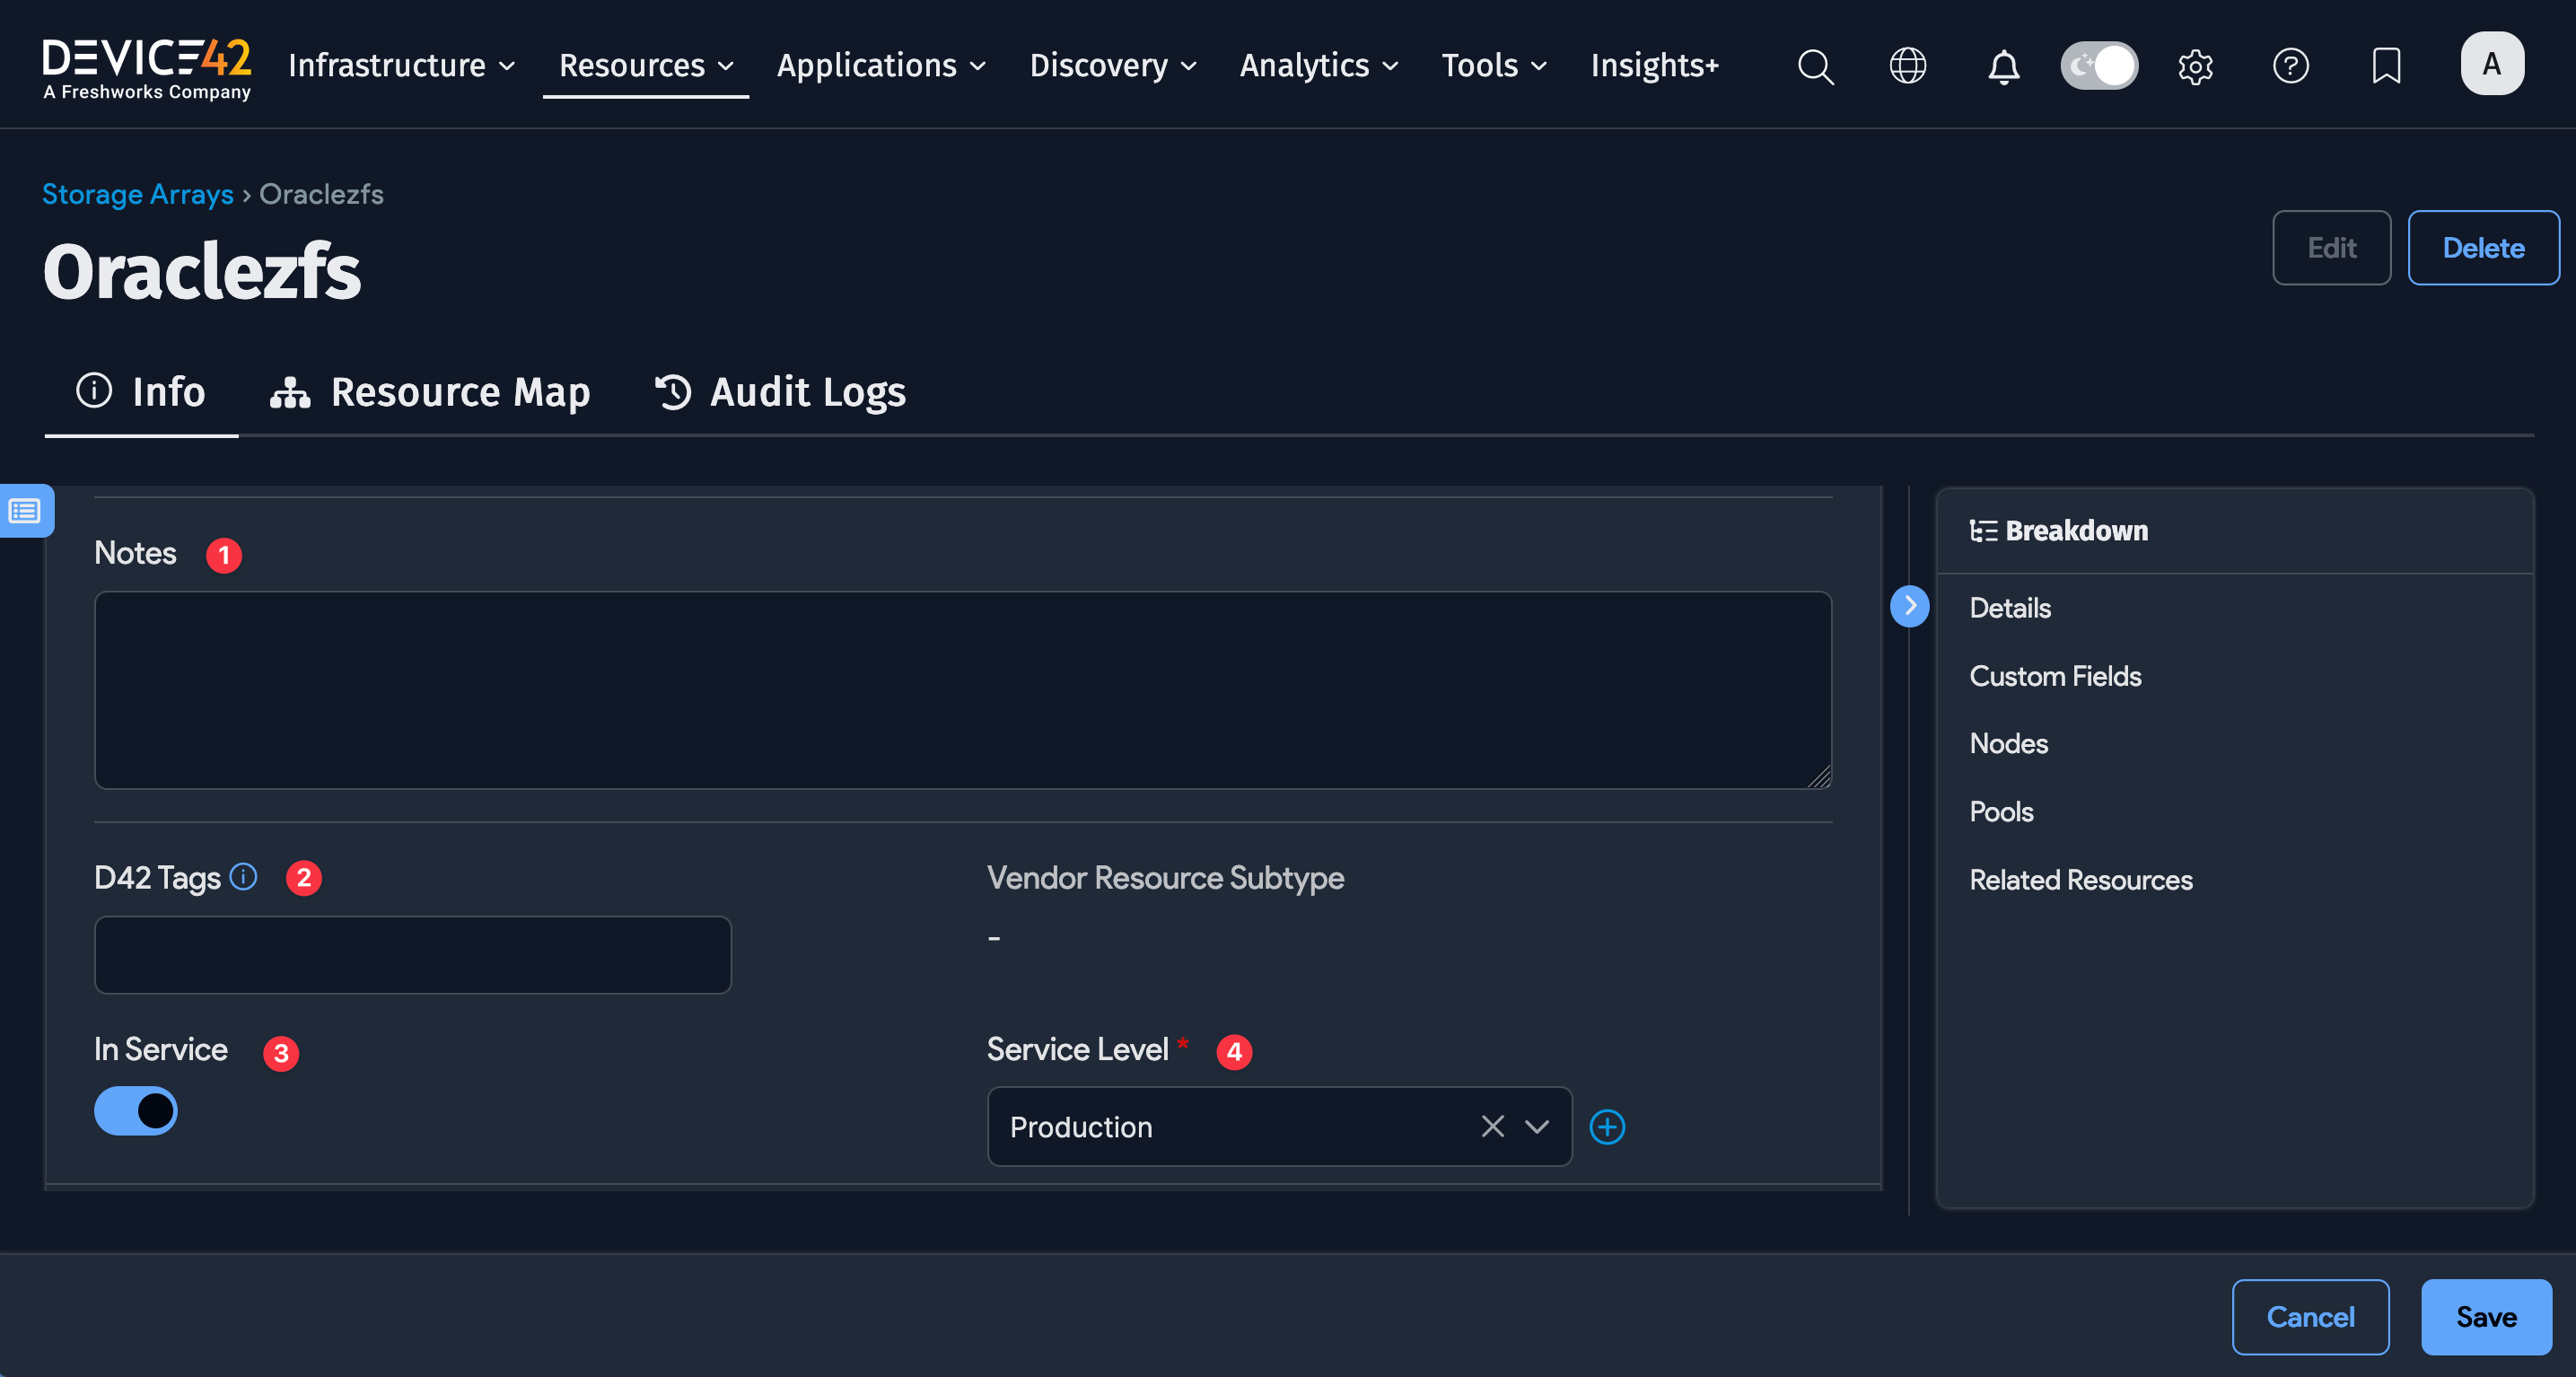 DEVICE42
A Freshworks Company
Infrastructure Resources Applications Discovery Analytics Tools Insights+ A
Storage Arrays › Oraclezfs
Oraclezfs
Edit Delete
Info Resource Map Audit Logs
Notes 1
D42 Tags 2
Vendor Resource Subtype
-
In Service 3
Service Level * 4
Production
Breakdown
Details
Custom Fields
Nodes
Pools
Related Resources
Cancel Save